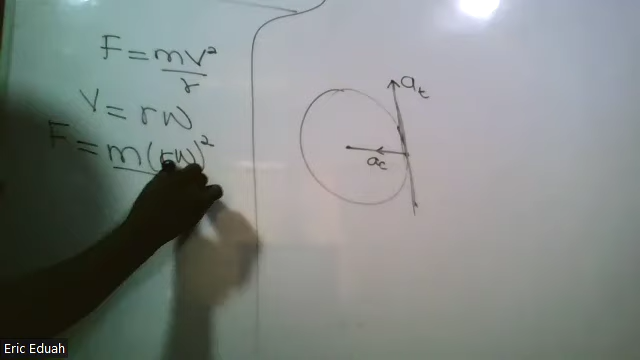 F = mv²/r
V = rw
F = m(rw)²
a_t
a_c
Eric Eduah